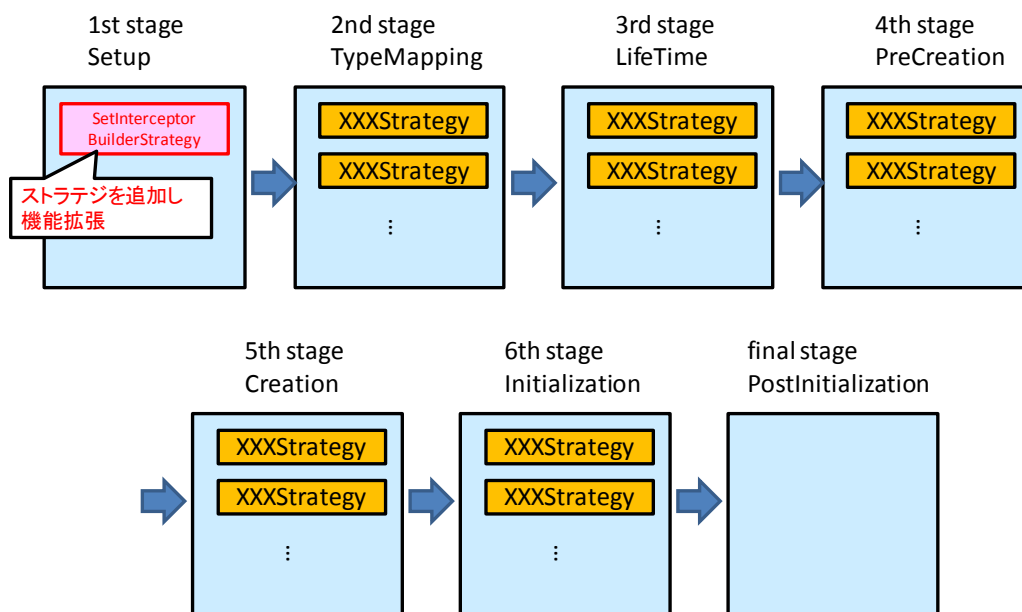 1st stage
Setup
2nd stage
TypeMapping
3rd stage
LifeTime
4th stage
PreCreation
SetInterceptor
BuilderStrategy
ストラテジを追加し
機能拡張
XXXStrategy
XXXStrategy
⋮
XXXStrategy
XXXStrategy
⋮
XXXStrategy
XXXStrategy
⋮
5th stage
Creation
6th stage
Initialization
final stage
PostInitialization
XXXStrategy
XXXStrategy
⋮
XXXStrategy
XXXStrategy
⋮